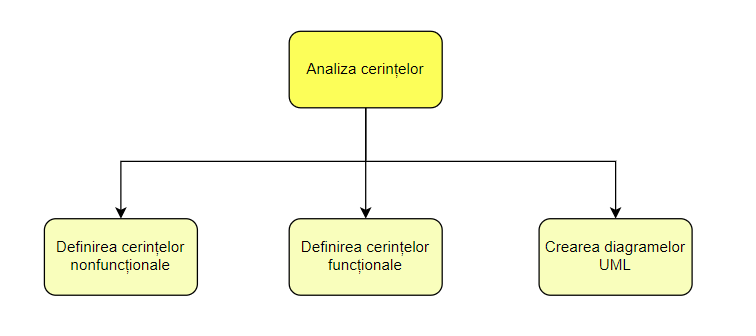 Analiza cerințelor
Definirea cerințelor
nonfuncționale
Definirea cerințelor
funcționale
Crearea diagramelor
UML